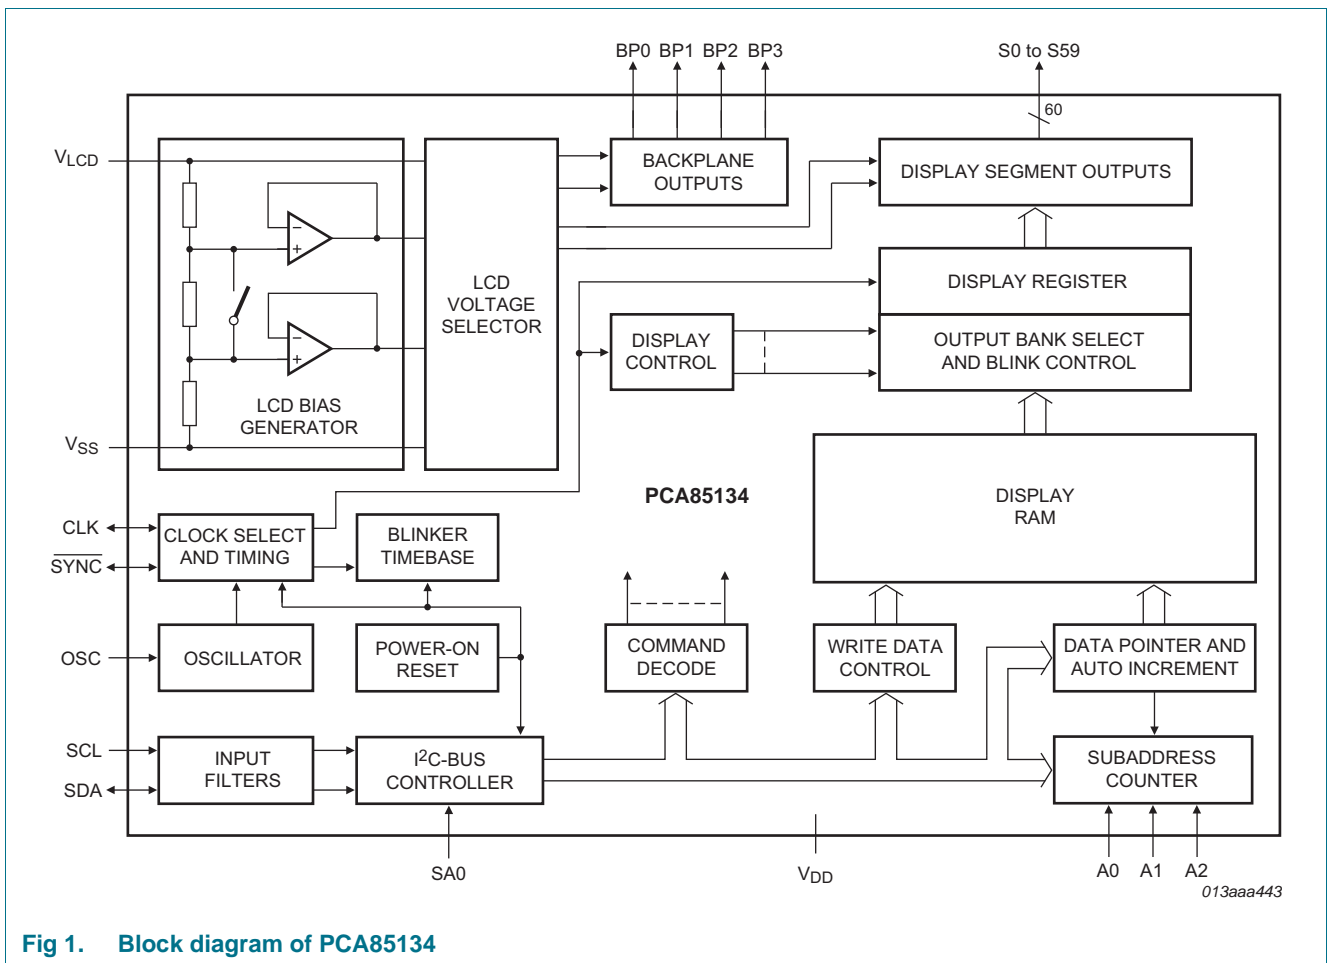 BP0 BP1 BP2 BP3
S0 to S59
60
VLCD
BACKPLANE
OUTPUTS
DISPLAY SEGMENT OUTPUTS
−
+
LCD
VOLTAGE
SELECTOR
DISPLAY REGISTER
DISPLAY
CONTROL
OUTPUT BANK SELECT
AND BLINK CONTROL
−
+
LCD BIAS
GENERATOR
VSS
PCA85134
DISPLAY
RAM
CLK
SYNC
CLOCK SELECT
AND TIMING
BLINKER
TIMEBASE
OSC
OSCILLATOR
POWER-ON
RESET
COMMAND
DECODE
WRITE DATA
CONTROL
DATA POINTER AND
AUTO INCREMENT
SCL
SDA
INPUT
FILTERS
I2C-BUS
CONTROLLER
SUBADDRESS
COUNTER
SA0
VDD
A0 A1 A2
013aaa443
Fig 1. Block diagram of PCA85134